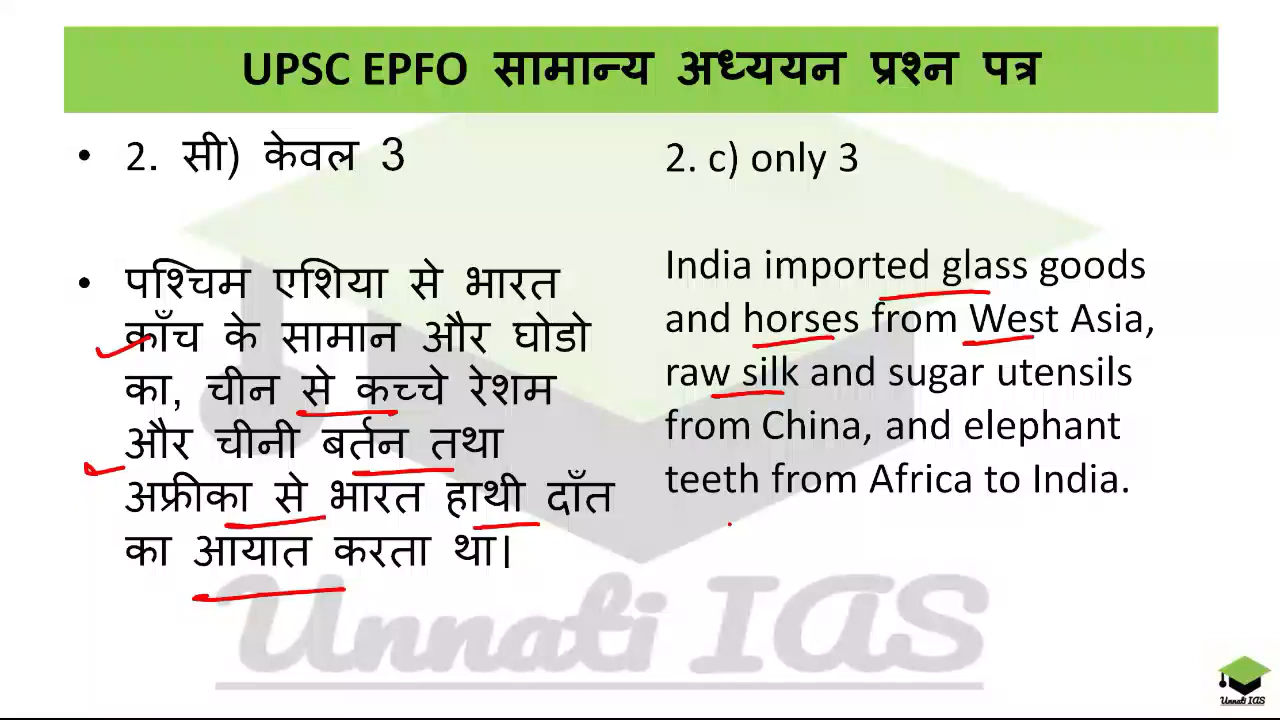 UPSC EPFO सामान्य अध्ययन प्रश्न पत्र
• 2. सी) केवल 3
• पश्चिम एशिया से भारत
काँच के सामान और घोडो
का, चीन से कच्चे रेशम
और चीनी बर्तन तथा
अफ्रीका से भारत हाथी दाँत
का आयात करता था।
2. c) only 3
India imported glass goods
and horses from West Asia,
raw silk and sugar utensils
from China, and elephant
teeth from Africa to India.
Unnati IAS
Unnati IAS